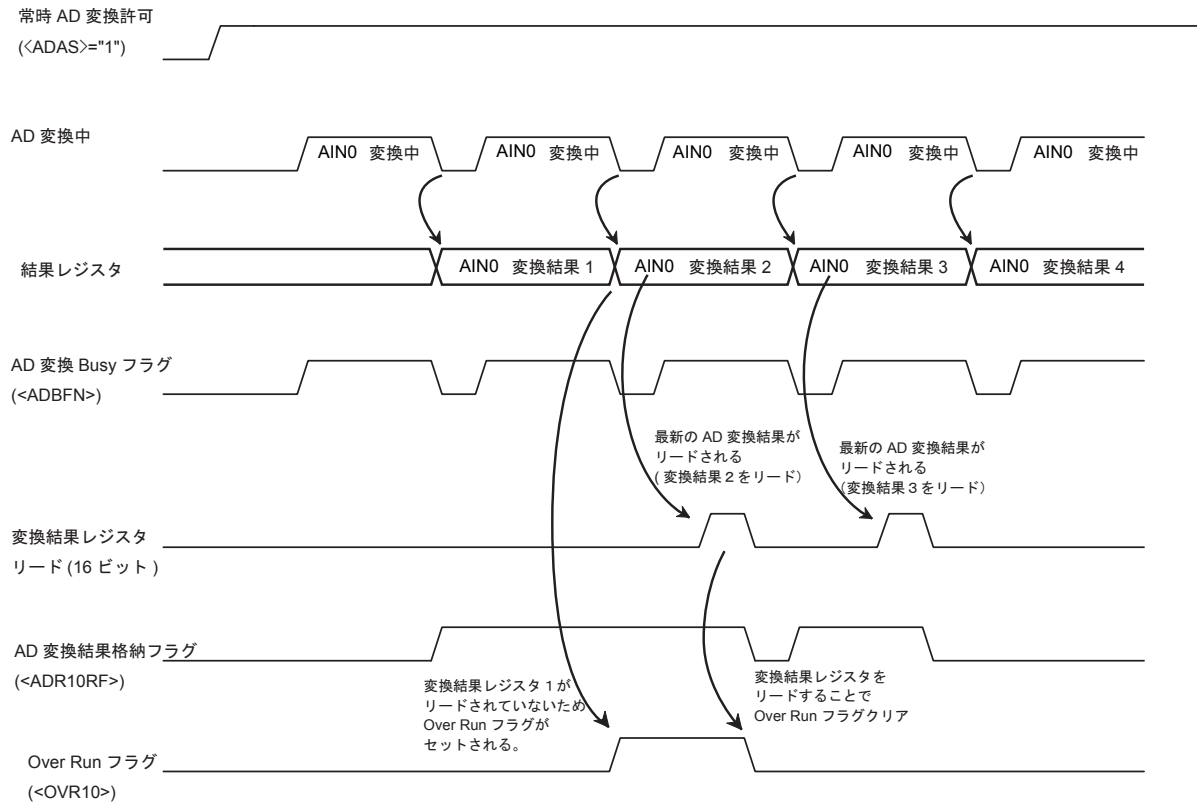 常時 AD 変換許可
(<ADAS>="1")
AD 変換中
AIN0 変換中
AIN0 変換中
AIN0 変換中
AIN0 変換中
AIN0 変換中
結果レジスタ
AIN0 変換結果 1
AIN0 変換結果 2
AIN0 変換結果 3
AIN0 変換結果 4
AD 変換 Busy フラグ
(<ADBFN>)
最新の AD 変換結果が
リードされる
( 変換結果 2 をリード）
最新の AD 変換結果が
リードされる
（変換結果 3 をリード）
変換結果レジスタ
リード (16 ビット )
AD 変換結果格納フラグ
(<ADR10RF>)
変換結果レジスタ 1 が
リードされていないため
Over Run フラグが
セットされる。
変換結果レジスタを
リードすることで
Over Run フラグクリア
Over Run フラグ
(<OVR10>)